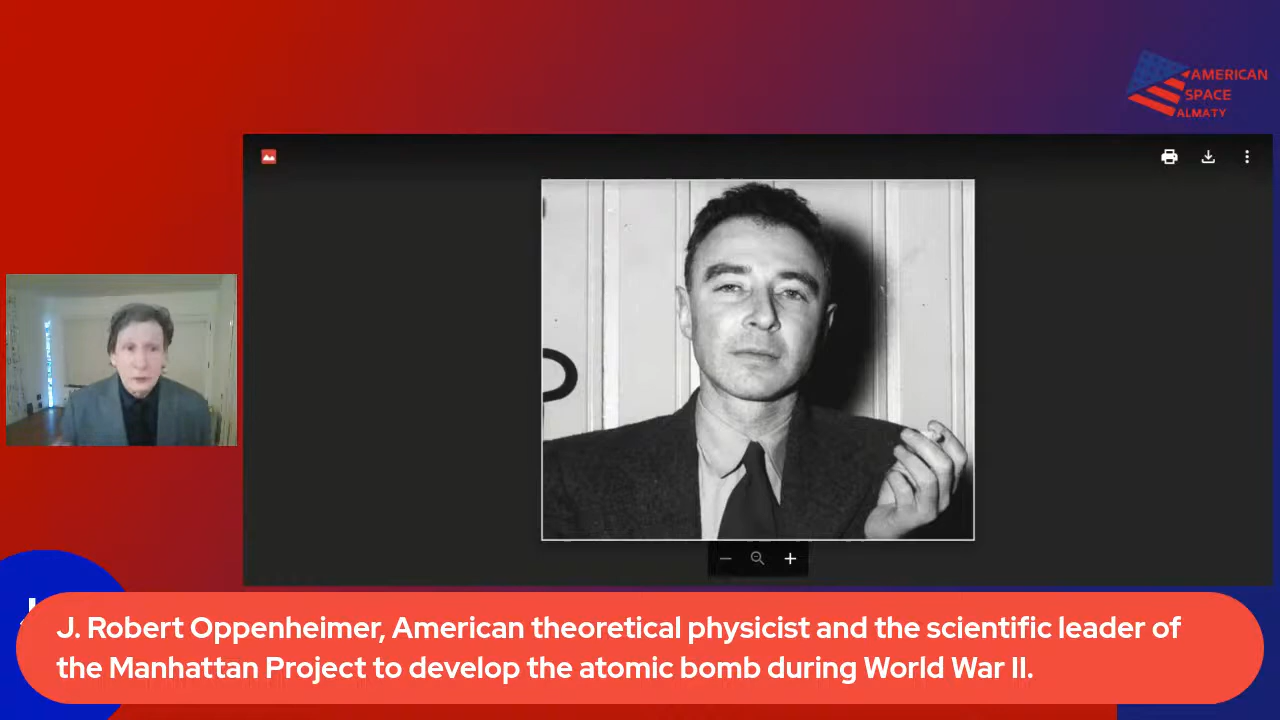 AMERICAN
SPACE
ALMATY
J. Robert Oppenheimer, American theoretical physicist and the scientific leader of
the Manhattan Project to develop the atomic bomb during World War II.